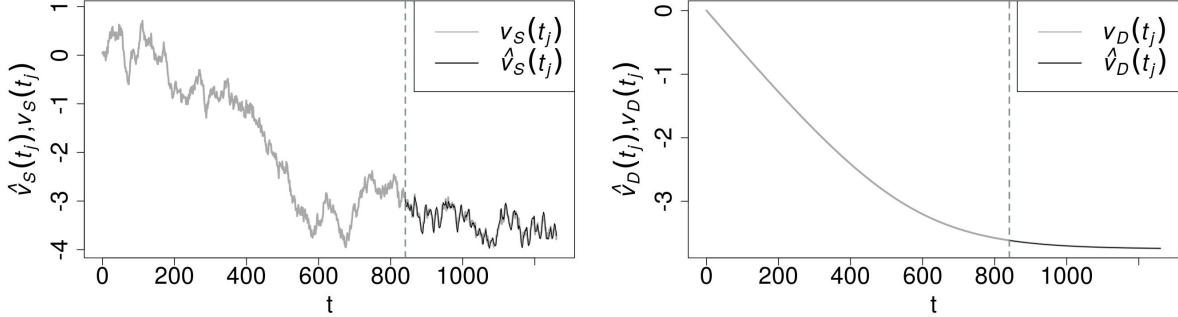 1
0
-1
-2
-3
-4
v̂_S(t_j), v_S(t_j)
v_S(t_j)
v̂_S(t_j)
0 200 400 600 800 1000
t
0
-1
-2
-3
v̂_D(t_j), v_D(t_j)
v_D(t_j)
v̂_D(t_j)
0 200 400 600 800 1000
t